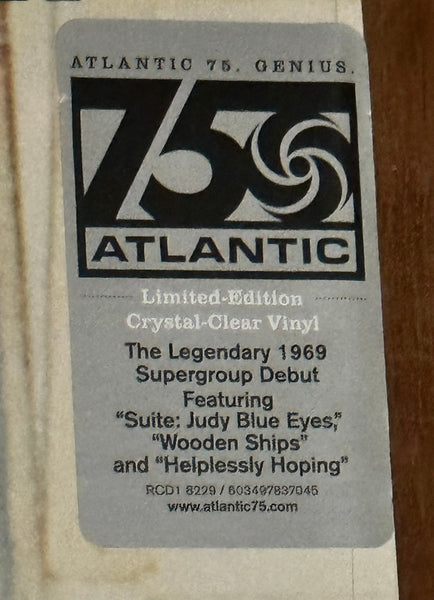 ATLANTIC 75. GENIUS.
75
ATLANTIC
Limited-Edition
Crystal-Clear Vinyl
The Legendary 1969
Supergroup Debut
Featuring
“Suite: Judy Blue Eyes,”
“Wooden Ships”
and “Helplessly Hoping”
RCD1 8229 / 603497837045
www.atlantic75.com